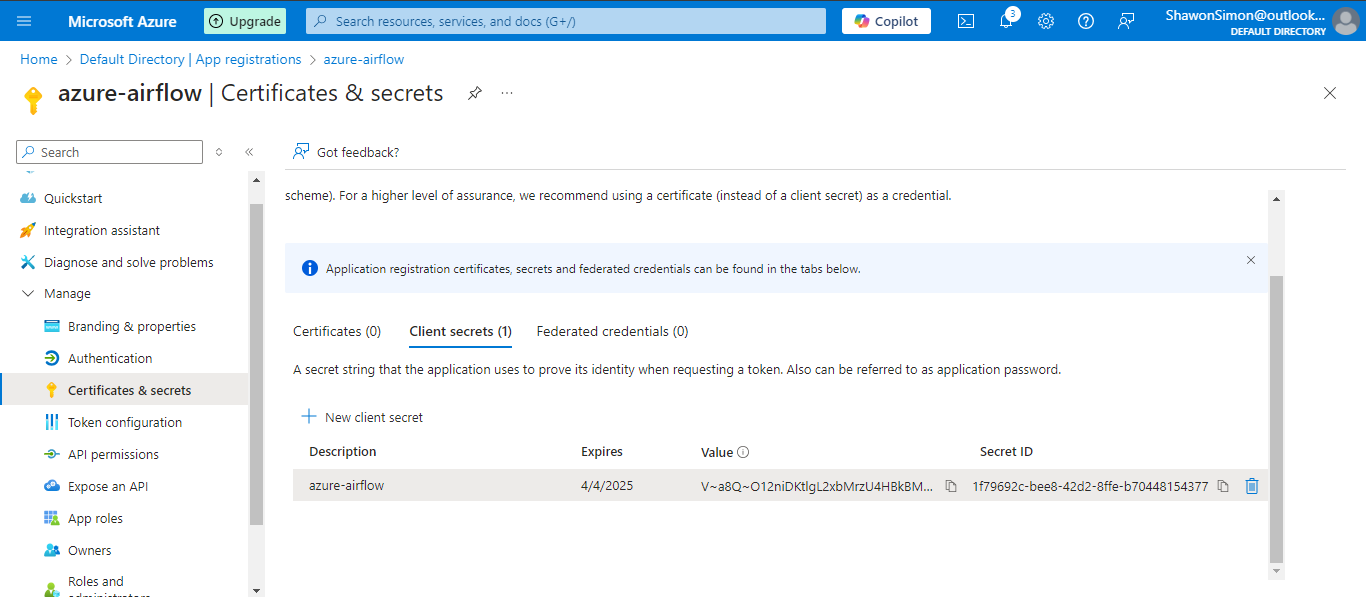 Microsoft Azure
Upgrade
Search resources, services, and docs (G+/)
Copilot
3
ShawonSimon@outlook...
DEFAULT DIRECTORY
Home > Default Directory | App registrations > azure-airflow
azure-airflow | Certificates & secrets
Search
Got feedback?
Quickstart
Integration assistant
Diagnose and solve problems
Manage
Branding & properties
Authentication
Certificates & secrets
Token configuration
API permissions
Expose an API
App roles
Owners
Roles and
administrators
scheme). For a higher level of assurance, we recommend using a certificate (instead of a client secret) as a credential.
Application registration certificates, secrets and federated credentials can be found in the tabs below.
Certificates (0) Client secrets (1) Federated credentials (0)
A secret string that the application uses to prove its identity when requesting a token. Also can be referred to as application password.
New client secret
Description Expires Value Secret ID
azure-airflow 4/4/2025 V~a8Q~O12niDKtlgL2xbMrzU4HBkBM... 1f79692c-bee8-42d2-8ffe-b70448154377